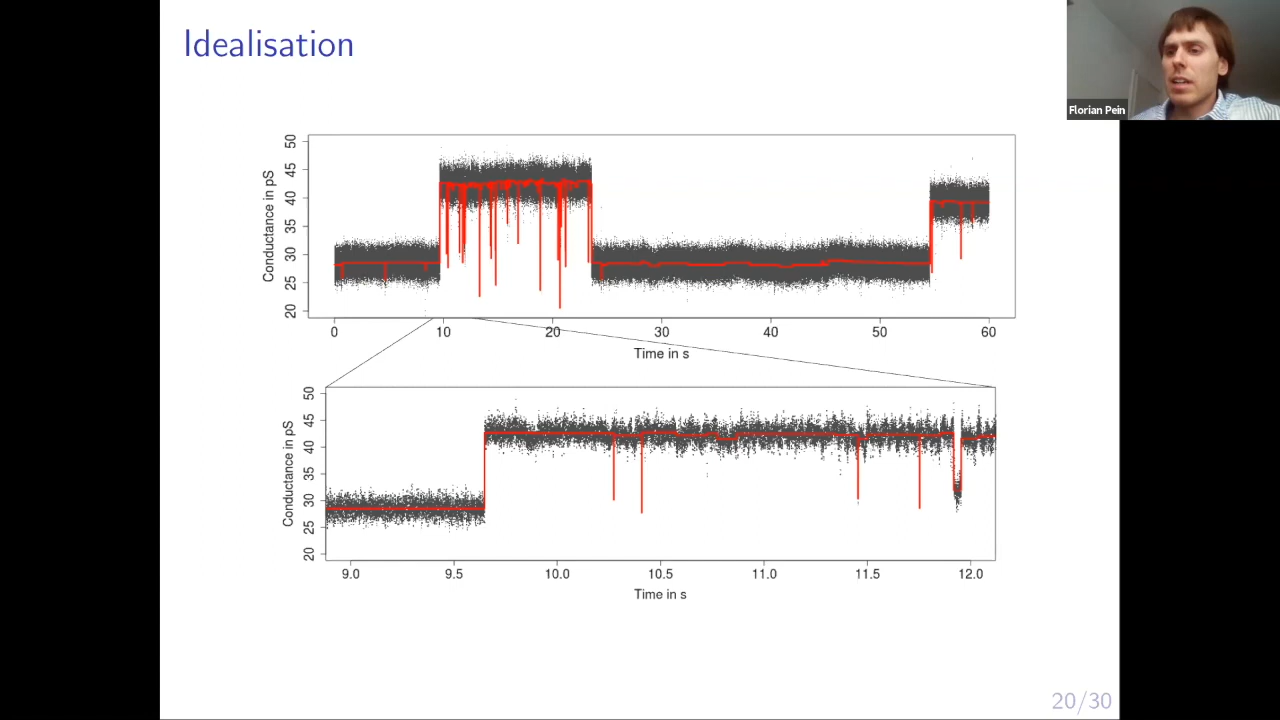 Idealisation
Florian Pein
Conductance in pS
50
45
40
35
30
25
20
0 10 20 30 40 50 60
Time in s
Conductance in pS
50
45
40
35
30
25
20
9.0 9.5 10.0 10.5 11.0 11.5 12.0
Time in s
20/30